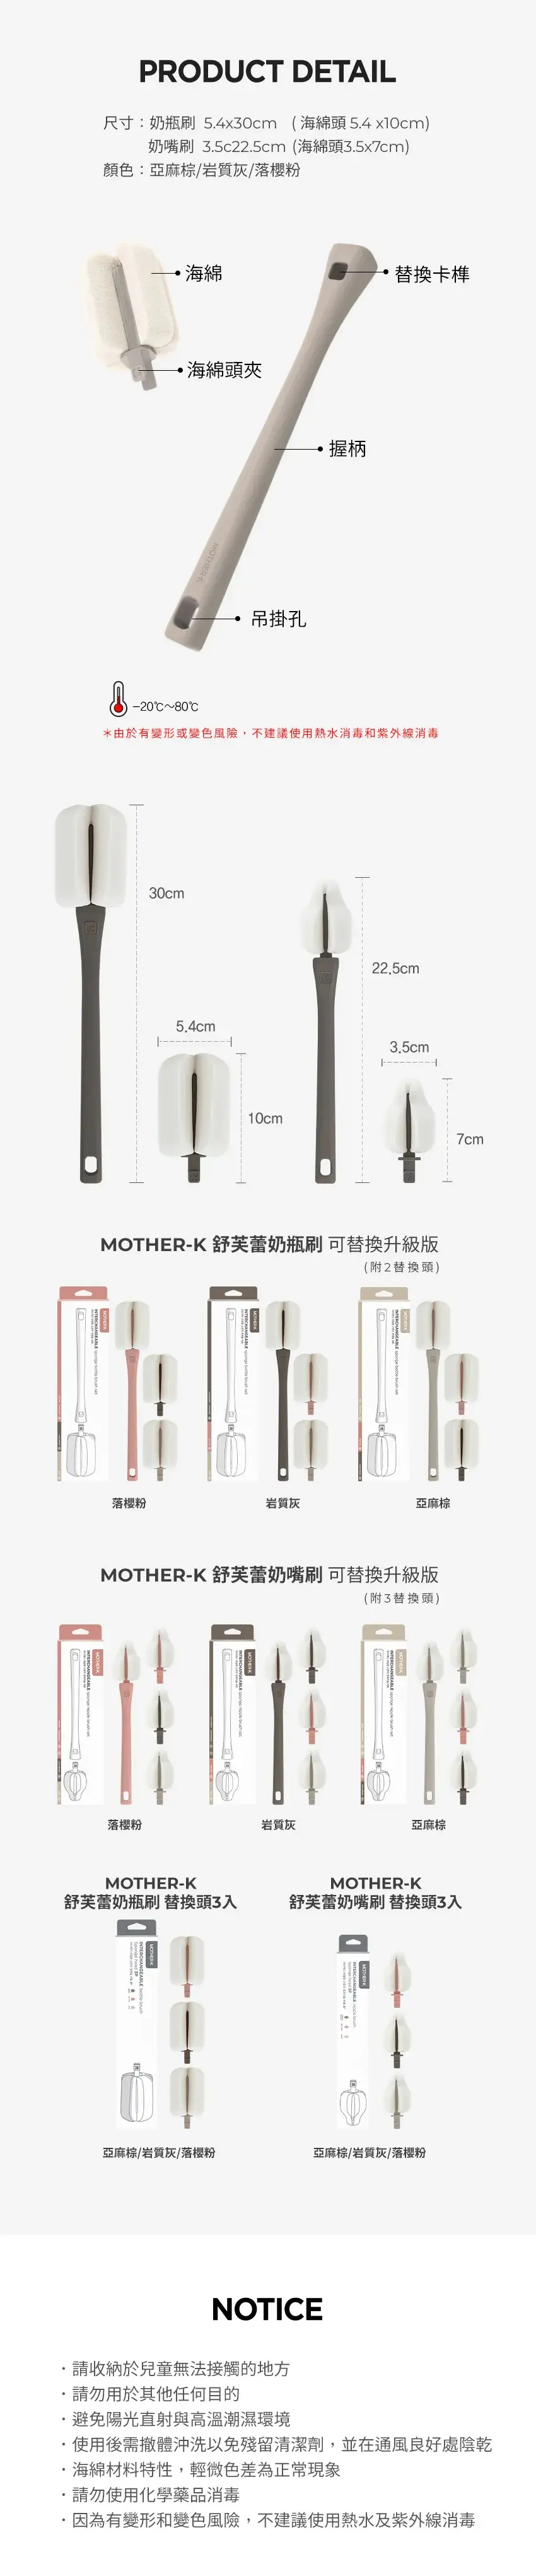 PRODUCT DETAIL
尺寸：奶瓶刷 5.4x30cm ( 海綿頭 5.4 x10cm)
奶嘴刷 3.5c22.5cm (海綿頭3.5x7cm)
顏色：亞麻棕/岩質灰/落櫻粉
海綿
替換卡榫
海綿頭夾
握柄
MOTHER-K
吊掛孔
-20℃~80℃
＊由於有變形或變色風險，不建議使用熱水消毒和紫外線消毒
30cm
22.5cm
5.4cm
3.5cm
10cm
7cm
MOTHER-K 舒芙蕾奶瓶刷 可替換升級版
(附2替換頭)
落櫻粉
岩質灰
亞麻棕
MOTHER-K 舒芙蕾奶嘴刷 可替換升級版
(附3替換頭)
落櫻粉
岩質灰
亞麻棕
MOTHER-K
舒芙蕾奶瓶刷 替換頭3入
MOTHER-K
舒芙蕾奶嘴刷 替換頭3入
亞麻棕/岩質灰/落櫻粉
亞麻棕/岩質灰/落櫻粉
NOTICE
・請收納於兒童無法接觸的地方
・請勿用於其他任何目的
・避免陽光直射與高溫潮濕環境
・使用後需撤體沖洗以免殘留清潔劑，並在通風良好處陰乾
・海綿材料特性，輕微色差為正常現象
・請勿使用化學藥品消毒
・因為有變形和變色風險，不建議使用熱水及紫外線消毒